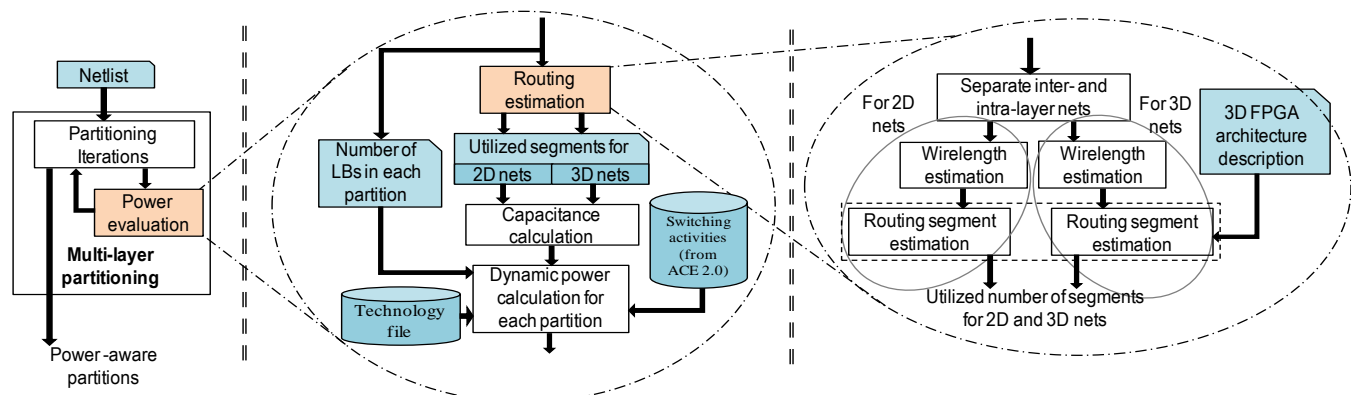 Netlist
Partitioning
Iterations
Power
evaluation
Multi-layer
partitioning
Power -aware
partitions
Routing
estimation
Number of
LBs in each
partition
Utilized segments for
2D nets
3D nets
Capacitance
calculation
Switching
activities
(from
ACE 2.0)
Dynamic power
calculation for
each partition
Technology
file
Separate inter- and
intra-layer nets
For 2D
nets
For 3D
nets
3D FPGA
architecture
description
Wirelength
estimation
Wirelength
estimation
Routing segment
estimation
Routing segment
estimation
Utilized number of segments
for 2D and 3D nets